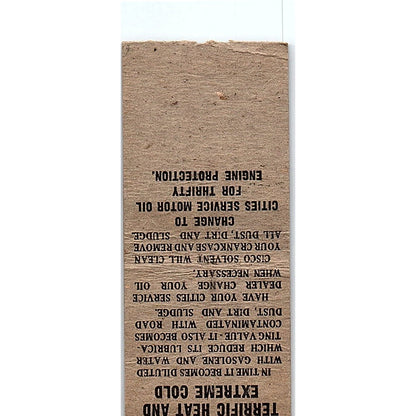 TERRIFIC HEAT AND
EXTREME COLD
IN TIME IT BECOMES DILUTED
WITH GASOLENE AND WATER
WHICH REDUCE ITS LUBRICA-
TING VALUE - IT ALSO BECOMES
CONTAMINATED WITH ROAD
DUST, AND SLUDGE.
HAVE YOUR CITIES SERVICE
DEALER CHANGE YOUR OIL
WHEN NECESSARY.
CISCO SOLVENT WILL CLEAN
YOUR CRANKCASE AND REMOVE
ALL DUST, DIRT AND SLUDGE.
CHANGE TO
CITIES SERVICE MOTOR OIL
FOR THRIFTY
ENGINE PROTECTION.